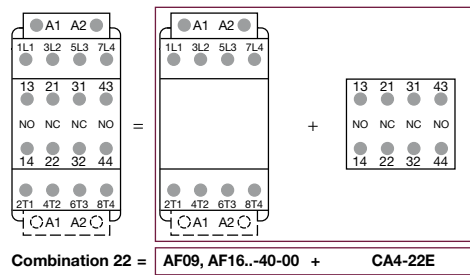 A1 A2 A1 A2
1L1 3L2 5L3 7L4 1L1 3L2 5L3 7L4
13 21 31 43 13 21 31 43
NO NC NC NO = + NO NC NC NO
14 22 32 44 14 22 32 44
2T1 4T2 6T3 8T4 2T1 4T2 6T3 8T4
A1 A2 A1 A2
Combination 22 = AF09, AF16..-40-00 + CA4-22E